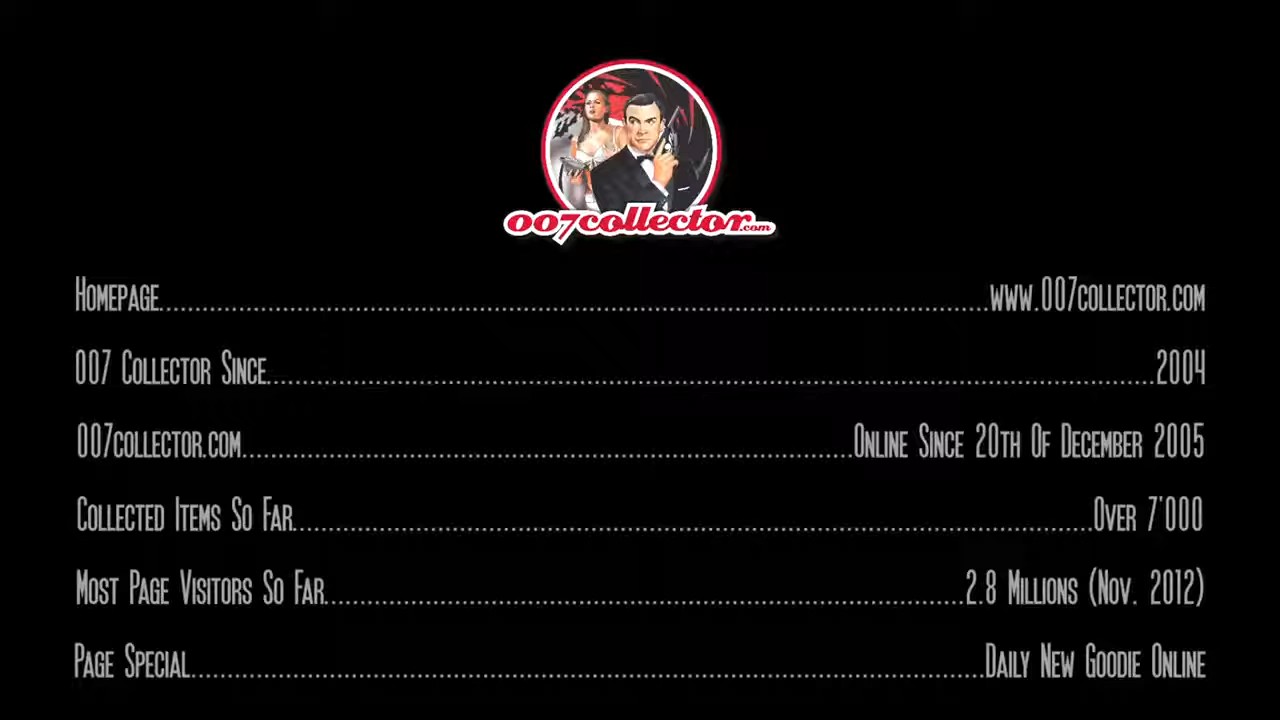 007collector.com
Homepage...........................................................www.007collector.com
007 Collector Since...........................................................2004
007collector.com...........................................................Online Since 20th Of December 2005
Collected Items So Far...........................................................Over 7'000
Most Page Visitors So Far...........................................................2.8 Millions (Nov. 2012)
Page Special...........................................................Daily New Goodie Online